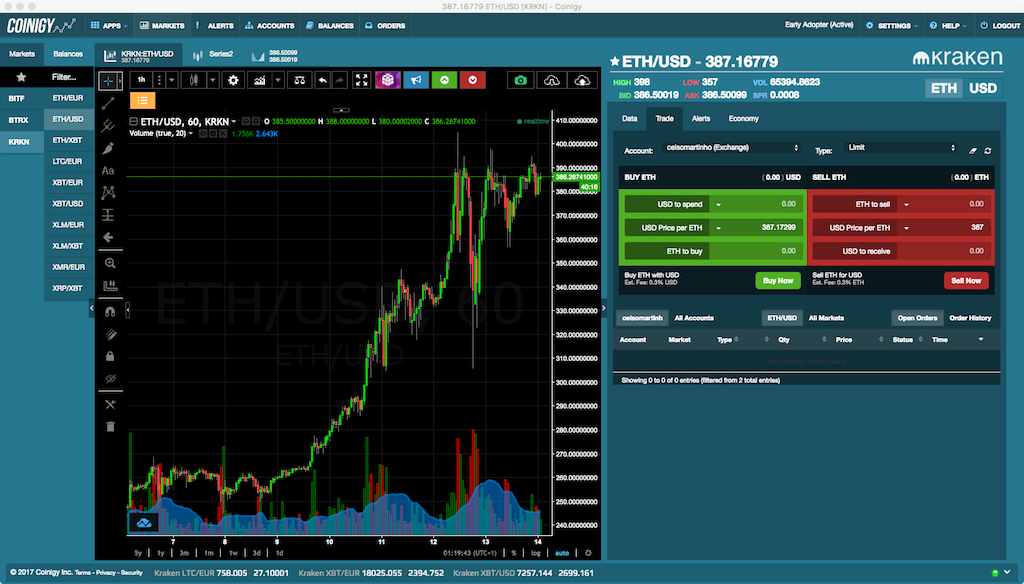 387.16779 ETH/USD [KRKN] - Coinigy
COINIGY
APPS
MARKETS
ALERTS
ACCOUNTS
BALANCES
ORDERS
Early Adopter (Active)
SETTINGS
HELP
LOGOUT
Markets
Balances
KRKN:ETH/USD
387.16779
Series2
386.50099
386.50019
Filter...
BITF
BTRX
KRKN
ETH/EUR
ETH/USD
ETH/XBT
LTC/EUR
XBT/EUR
XBT/USD
XLM/EUR
XLM/XBT
XMR/EUR
XRP/XBT
1h
Aa
ETH/USD, 60, KRKN
O 385.50000000 H 388.00000000 L 380.00002000 C 386.26741000
realtime
Volume (true, 20)
1.756K 2.643K
ETH/USD, 60
ETH/USD
410.00000000
400.00000000
390.00000000
386.26741000
40:16
380.00000000
370.00000000
360.00000000
350.00000000
340.00000000
330.00000000
320.00000000
310.00000000
300.00000000
290.00000000
280.00000000
270.00000000
260.00000000
250.00000000
240.00000000
7 8 9 10 11 12 13 14
5y 1y 3m 1m 1w 3d 1d
01:19:43 (UTC+1)
% log auto
ETH/USD - 387.16779
kraken
HIGH 398 LOW 357 VOL 65394.8623
BID 386.50019 ASK 386.50099 SPR 0.0008
ETH USD
Data Trade Alerts Economy
Account: celsomartinho (Exchange) Type: Limit
BUY ETH [ 0.00 ] USD
SELL ETH [ 0.00 ] ETH
USD to spend 0.00
USD Price per ETH 387.17299
ETH to buy 0.00
ETH to sell 0.00
USD Price per ETH 387
USD to receive 0.00
Buy ETH with USD
Est. Fee: 0.3% USD
Buy Now
Sell ETH for USD
Est. Fee: 0.3% ETH
Sell Now
celsomartinh All Accounts ETH/USD All Markets Open Orders Order History
Account Market Type Qty Price Status Time
Showing 0 to 0 of 0 entries (filtered from 2 total entries)
© 2017 Coinigy Inc. Terms - Privacy - Security
Kraken LTC/EUR 758.005 27.10001
Kraken XBT/EUR 18025.055 2394.752
Kraken XBT/USD 7257.144 2699.161